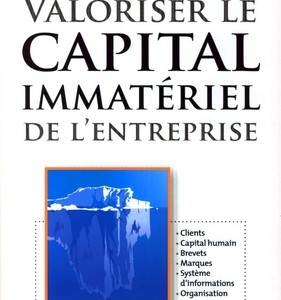 VALORISER LE
CAPITAL
IMMATÉRIEL
DE L'ENTREPRISE
• Clients
• Capital humain
• Brevets
• Marques
• Système
d'informations
• Organisation